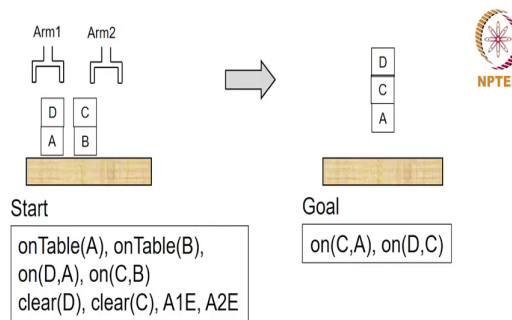 Arm1 Arm2
D C
A B
D
C
A
NPTE
Start
onTable(A), onTable(B),
on(D,A), on(C,B)
clear(D), clear(C), A1E, A2E
Goal
on(C,A), on(D,C)